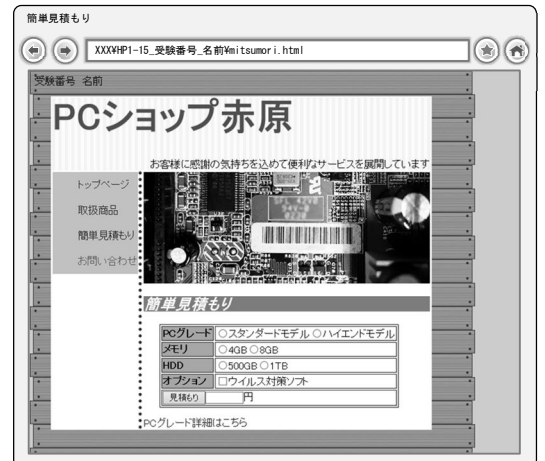 簡単見積もり
XXX¥HP1-15_受験番号_名前¥mitsumori.html
受験番号 名前
PCショップ赤原
お客様に感謝の気持ちを込めて便利なサービスを展開しています
トップページ
取扱商品
簡単見積もり
お問い合わせ
簡単見積もり
PCグレード ○スタンダードモデル ○ハイエンドモデル
メモリ ○4GB ○8GB
HDD ○500GB ○1TB
オプション □ウイルス対策ソフト
見積もり 円
PCグレード詳細はこちら